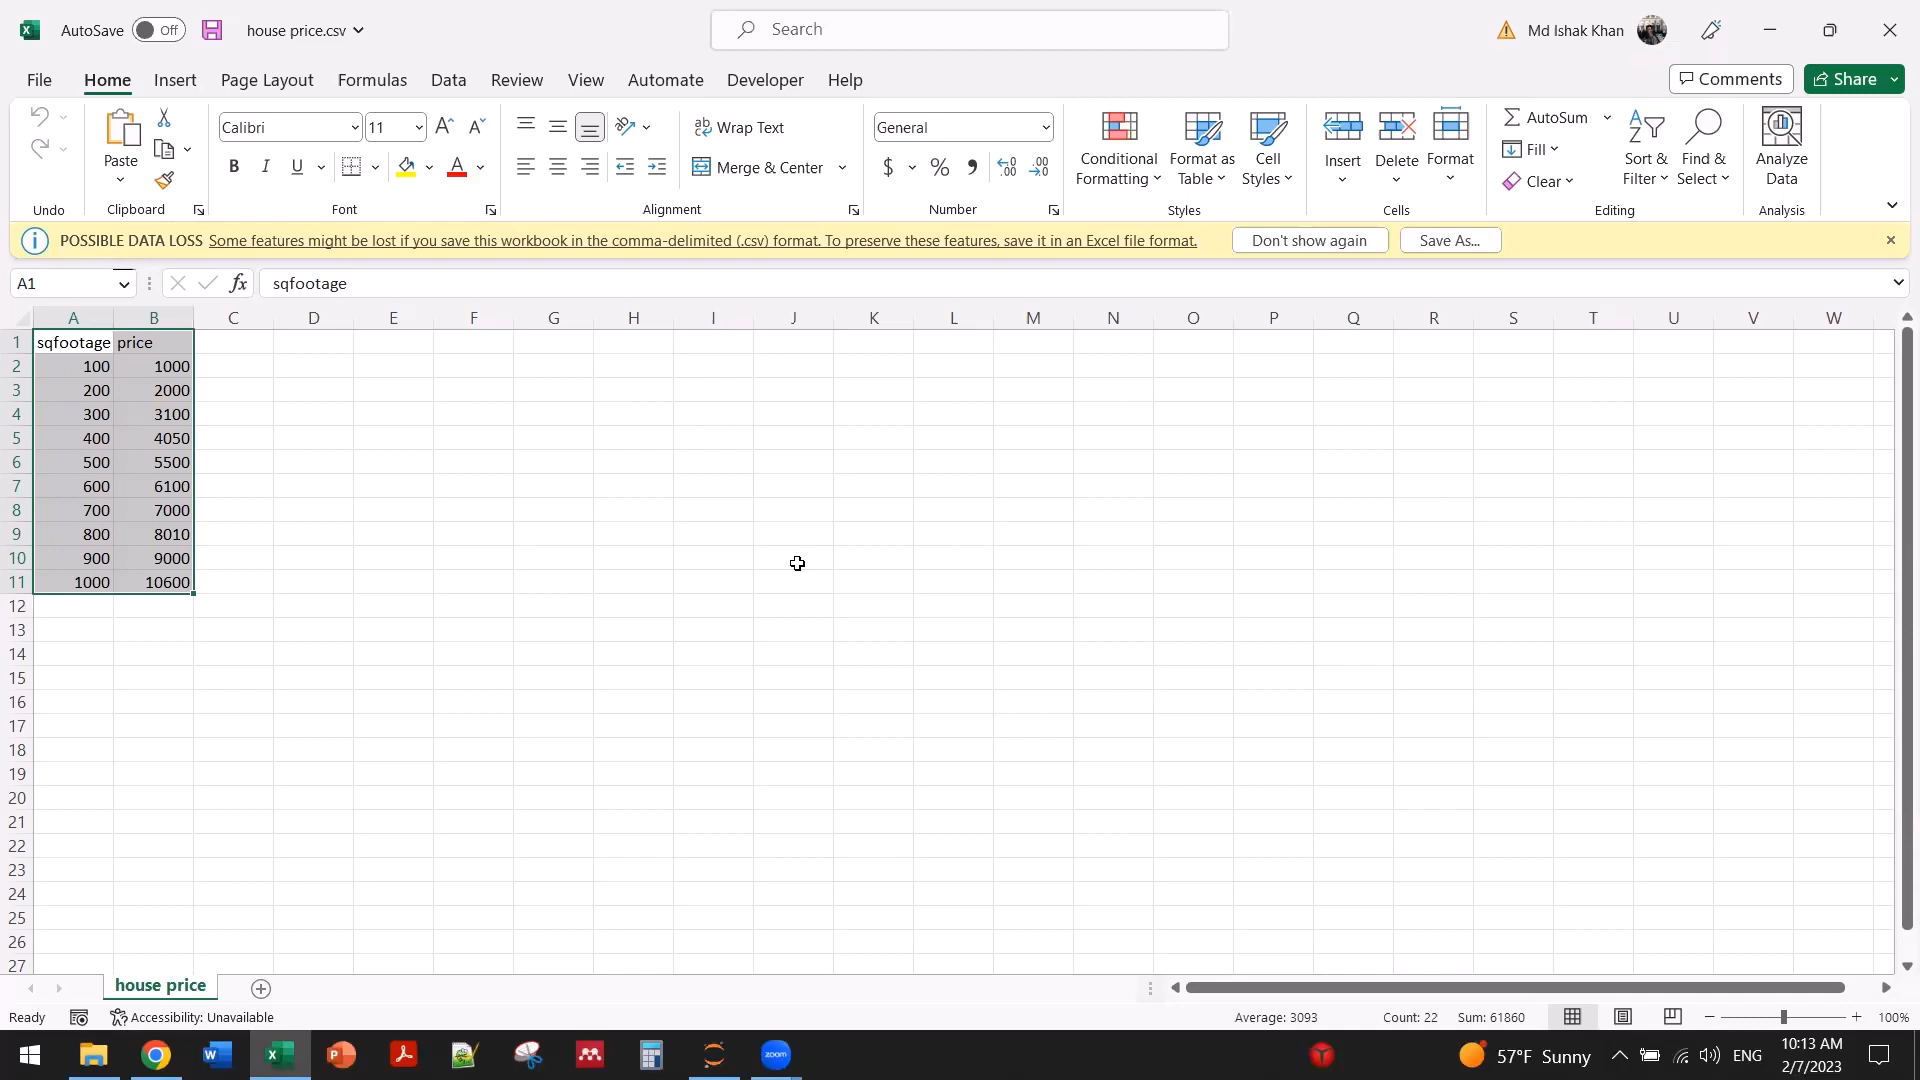 AutoSave Off house price.csv Search Md Ishak Khan
File Home Insert Page Layout Formulas Data Review View Automate Developer Help Comments Share
Calibri 11 Wrap Text General AutoSum
Paste B I U Merge & Center $ % Conditional Formatting Format as Table Cell Styles Insert Delete Format Fill Sort & Filter Find & Select Analyze Data
Clear
Undo Clipboard Font Alignment Number Styles Cells Editing Analysis
POSSIBLE DATA LOSS Some features might be lost if you save this workbook in the comma-delimited (.csv) format. To preserve these features, save it in an Excel file format. Don't show again Save As...
A1 fx sqfootage
A B C D E F G H I J K L M N O P Q R S T U V W
1 sqfootage price
2 100 1000
3 200 2000
4 300 3100
5 400 4050
6 500 5500
7 600 6100
8 700 7000
9 800 8010
10 900 9000
11 1000 10600
12
13
14
15
16
17
18
19
20
21
22
23
24
25
26
27
house price
Ready Accessibility: Unavailable Average: 3093 Count: 22 Sum: 61860 100%
zoom 57°F Sunny ENG 10:13 AM
2/7/2023